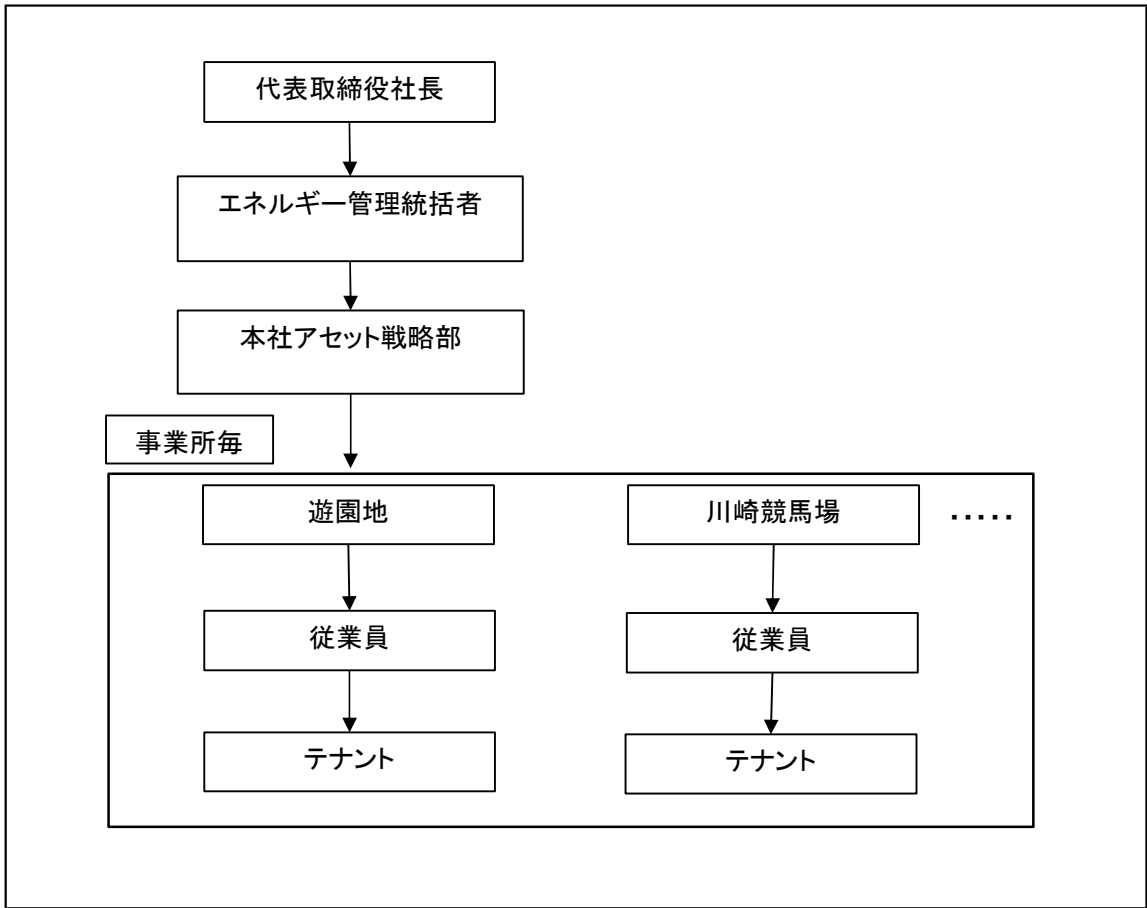 代表取締役社長
エネルギー管理統括者
本社アセット戦略部
事業所毎
遊園地
川崎競馬場
・・・・・
従業員
従業員
テナント
テナント